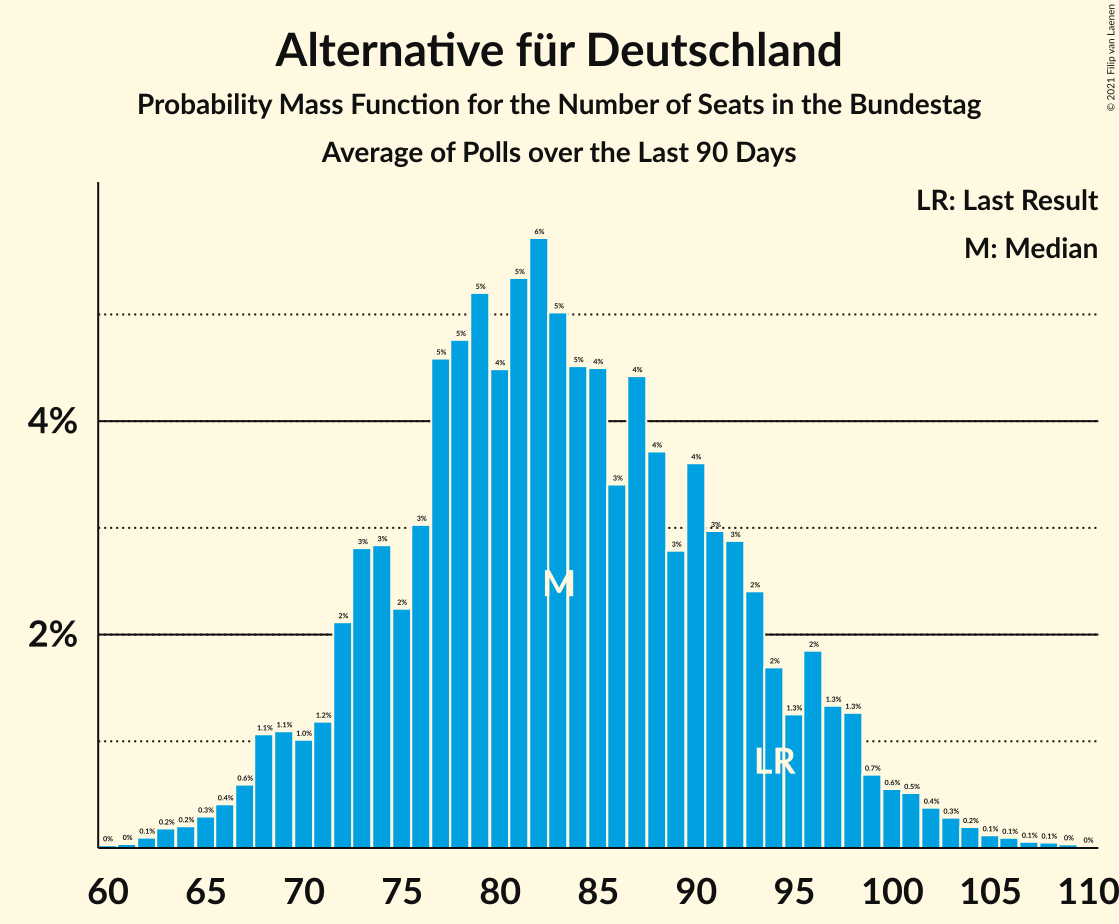 Alternative für Deutschland
Probability Mass Function for the Number of Seats in the Bundestag
Average of Polls over the Last 90 Days
© 2021 Filip van Laenen
LR: Last Result
M: Median
4%
2%
0% 0% 0.1% 0.2% 0.2% 0.3% 0.4% 0.6% 1.1% 1.1% 1.0% 1.2% 2% 3% 3% 2% 3% 5% 5% 5% 4% 5% 6% 5% 5% 4% 3% 4% 4% 3% 4% 3% 3% 2% 2% 1.3% 2% 1.3% 1.3% 0.7% 0.6% 0.5% 0.4% 0.3% 0.2% 0.1% 0.1% 0.1% 0.1% 0% 0%
M
LR
60 65 70 75 80 85 90 95 100 105 110